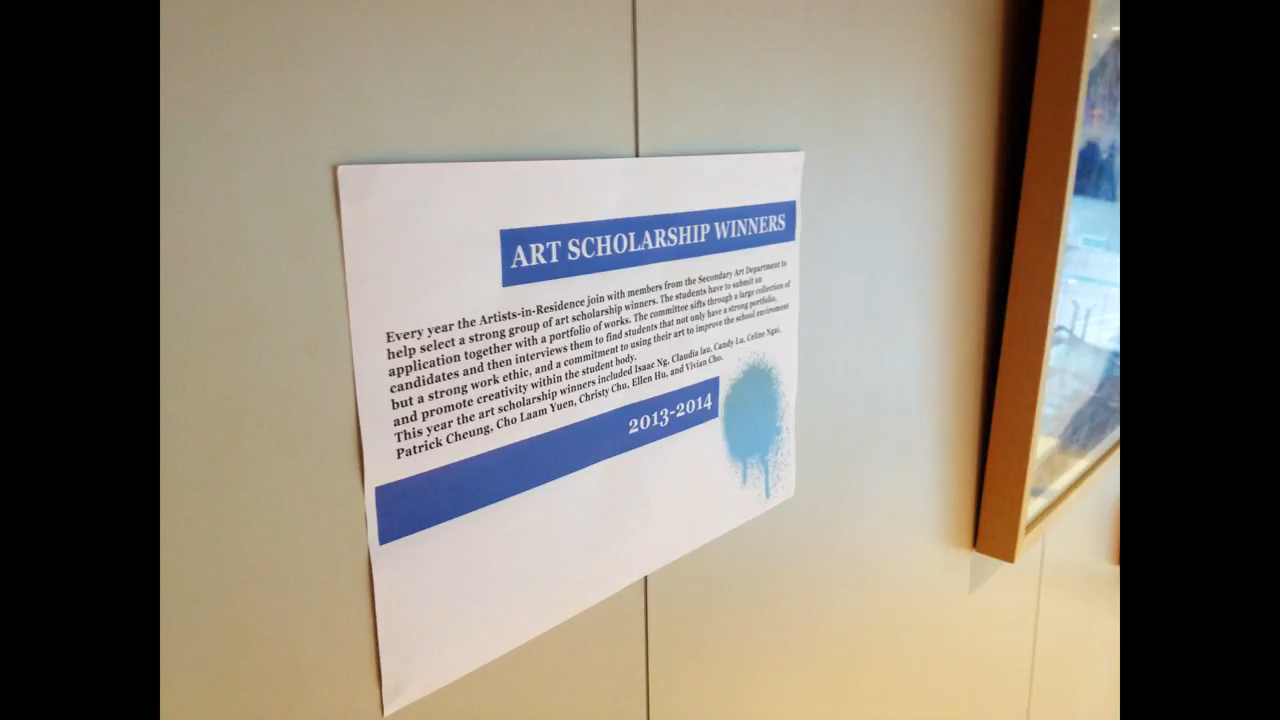 ART SCHOLARSHIP WINNERS
Every year the Artists-in-Residence join with members from the Secondary Art Department to
help select a strong group of art scholarship winners. The students have to submit an
application together with a portfolio of works. The committee sifts through a large collection of
candidates and then interviews them to find students that not only have a strong portfolio,
but a strong work ethic, and a commitment to using their art to improve the school enviroment
and promote creativity within the student body.
This year the art scholarship winners included Isaac Ng, Claudia lau, Candy Lu, Celine Ngai,
Patrick Cheung, Cho Laam Yuen, Christy Chu, Ellen Hu, and Vivian Cho.
2013-2014